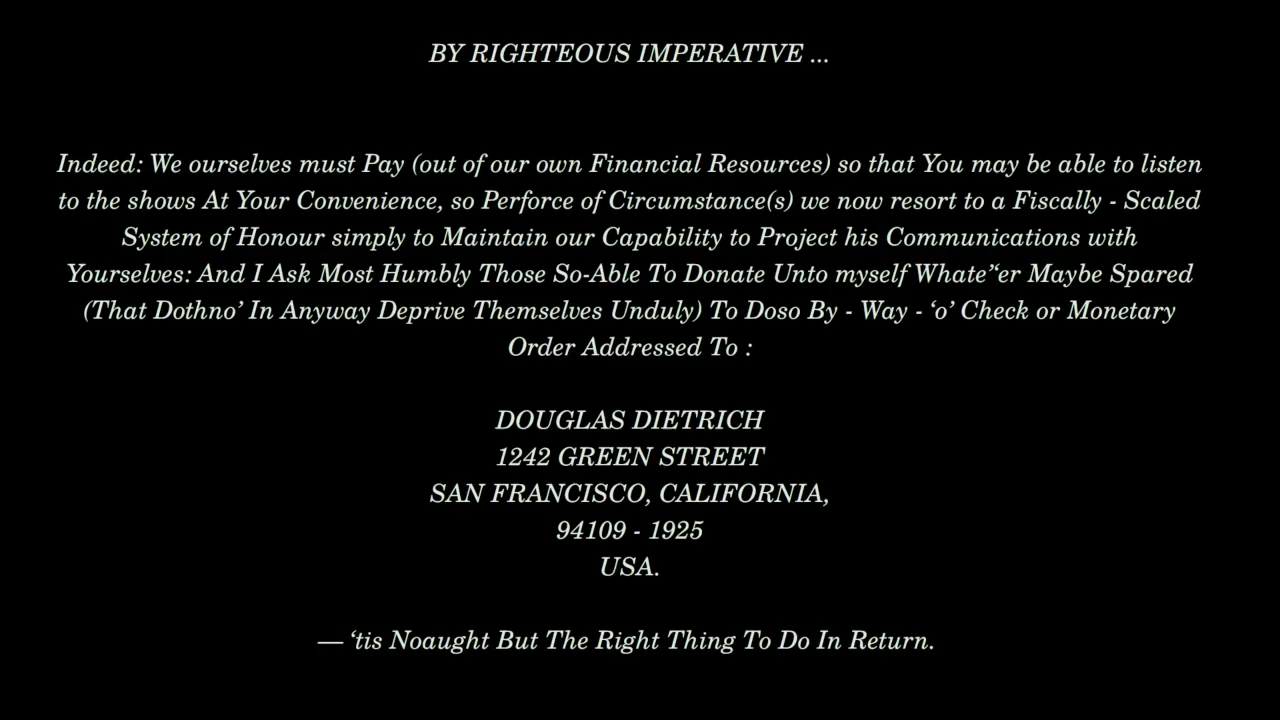 BY RIGHTEOUS IMPERATIVE ...
Indeed: We ourselves must Pay (out of our own Financial Resources) so that You may be able to listen
to the shows At Your Convenience, so Perforce of Circumstance(s) we now resort to a Fiscally - Scaled
System of Honour simply to Maintain our Capability to Project his Communications with
Yourselves: And I Ask Most Humbly Those So-Able To Donate Unto myself Whate”“er Maybe Spared
(That Dothno’ In Anyway Deprive Themselves Unduly) To Doso By - Way - ‘o’ Check or Monetary
Order Addressed To :
DOUGLAS DIETRICH
1242 GREEN STREET
SAN FRANCISCO, CALIFORNIA,
94109 - 1925
USA.
— ‘tis Noaught But The Right Thing To Do In Return.